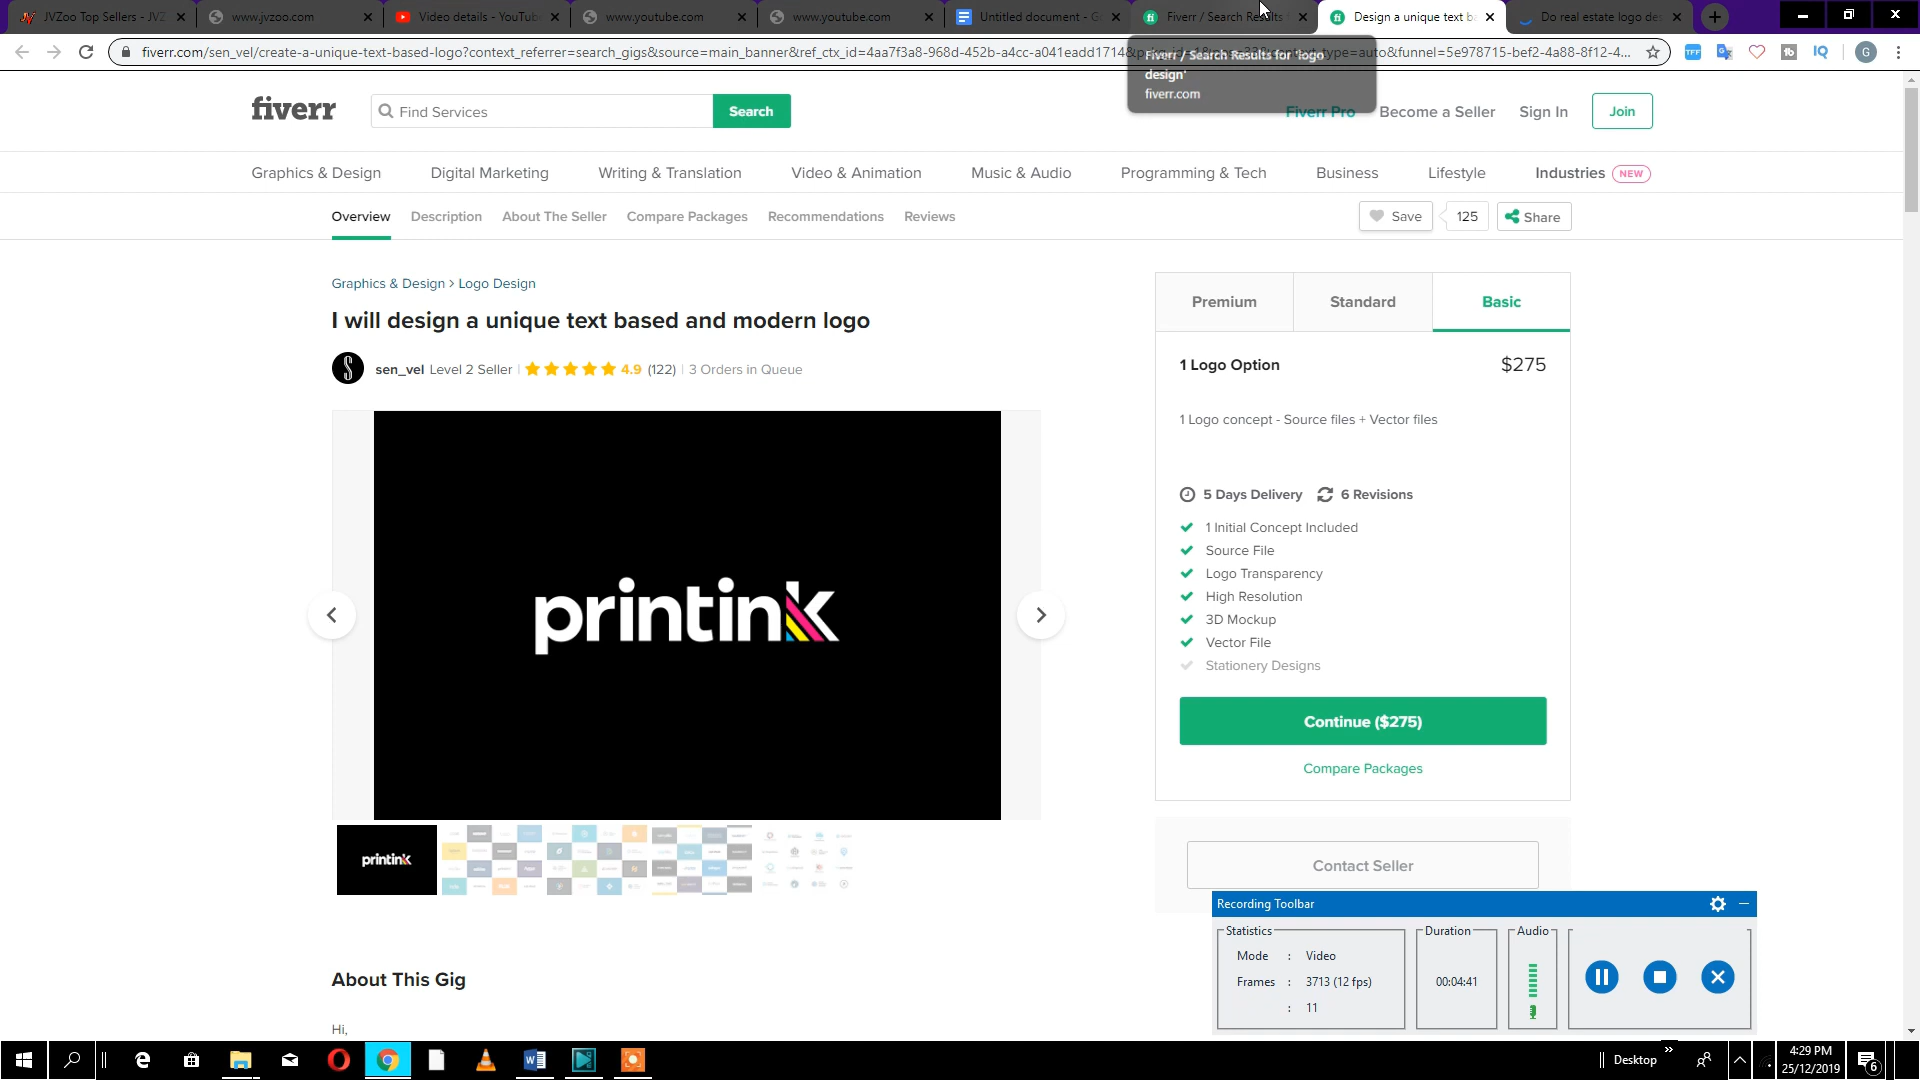 JVZoo Top Sellers - JVZ
www.jvzoo.com
Video details - YouTub
www.youtube.com
www.youtube.com
Untitled document - G
Fiverr / Search Results
Design a unique text b
Do real estate logo des
fiverr.com/sen_vel/create-a-unique-text-based-logo?context_referrer=search_gigs&source=main_banner&ref_ctx_id=4aa7f3a8-968d-452b-a4cc-a041eadd1714&
type=auto&funnel=5e978715-bef2-4a88-8f12-4...
Fiverr / Search Results for 'logo
design'
fiverr.com
fiverr
Find Services
Search
Fiverr Pro
Become a Seller
Sign In
Join
Graphics & Design
Digital Marketing
Writing & Translation
Video & Animation
Music & Audio
Programming & Tech
Business
Lifestyle
Industries NEW
Overview
Description
About The Seller
Compare Packages
Recommendations
Reviews
Save
125
Share
Graphics & Design > Logo Design
I will design a unique text based and modern logo
sen_vel Level 2 Seller 4.9 (122) 3 Orders in Queue
printink
printink
Premium
Standard
Basic
1 Logo Option
$275
1 Logo concept - Source files + Vector files
5 Days Delivery
6 Revisions
1 Initial Concept Included
Source File
Logo Transparency
High Resolution
3D Mockup
Vector File
Stationery Designs
Continue ($275)
Compare Packages
Contact Seller
About This Gig
Hi,
Recording Toolbar
Statistics
Mode : Video
Frames : 3713 (12 fps)
: 11
Duration
00:04:41
Audio
Desktop
4:29 PM
25/12/2019
6